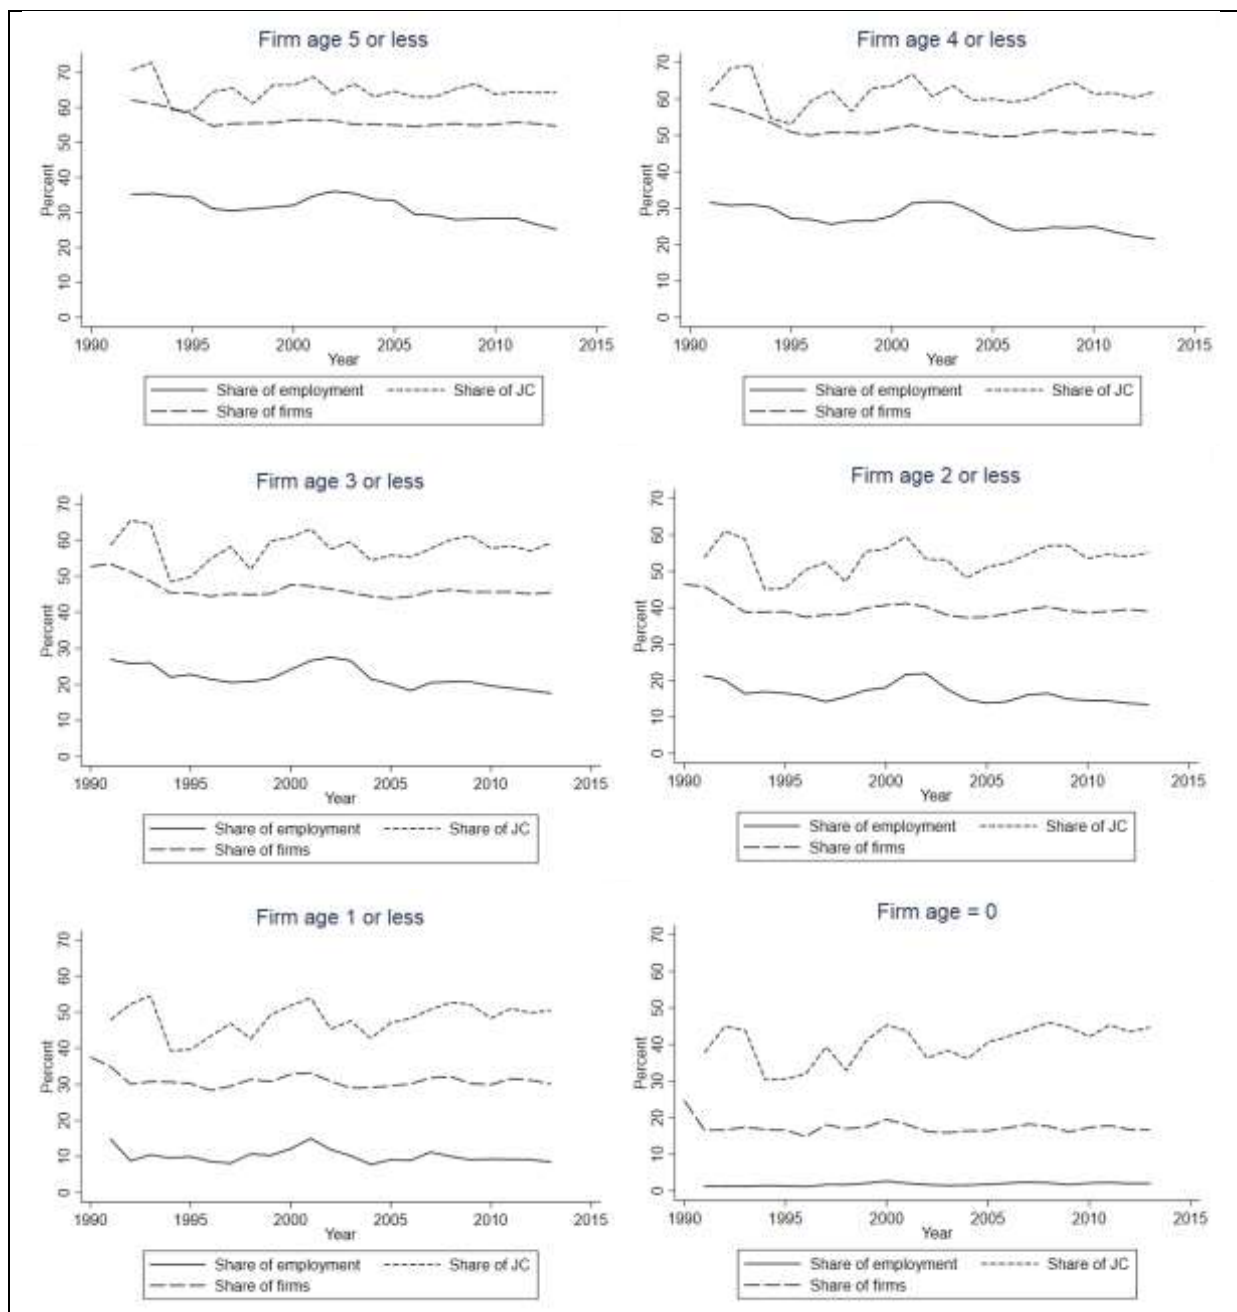 Firm age 5 or less
Percent
70
60
50
40
30
20
10
0
1990 1995 2000 2005 2010 2015
Year
Share of employment Share of JC
Share of firms
Firm age 4 or less
Percent
70
60
50
40
30
20
10
0
1990 1995 2000 2005 2010 2015
Year
Share of employment Share of JC
Share of firms
Firm age 3 or less
Percent
70
60
50
40
30
20
10
0
1990 1995 2000 2005 2010 2015
Year
Share of employment Share of JC
Share of firms
Firm age 2 or less
Percent
70
60
50
40
30
20
10
0
1990 1995 2000 2005 2010 2015
Year
Share of employment Share of JC
Share of firms
Firm age 1 or less
Percent
70
60
50
40
30
20
10
0
1990 1995 2000 2005 2010 2015
Year
Share of employment Share of JC
Share of firms
Firm age = 0
Percent
70
60
50
40
30
20
10
0
1990 1995 2000 2005 2010 2015
Year
Share of employment Share of JC
Share of firms